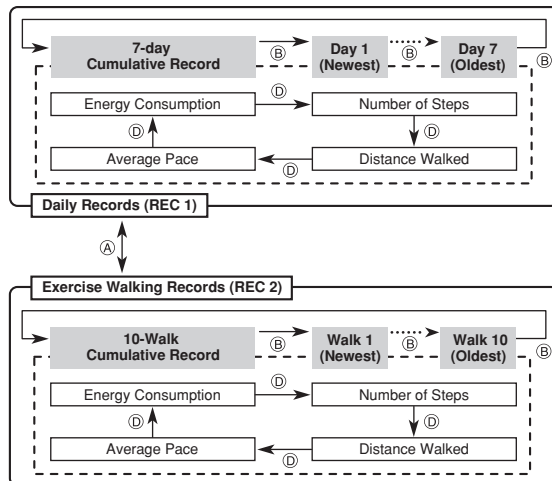 7-day
Cumulative Record
Ⓑ
Day 1
(Newest)
Ⓑ
Day 7
(Oldest)
Ⓑ
Energy Consumption
Ⓓ
Number of Steps
Ⓓ
Ⓓ
Average Pace
Ⓓ
Distance Walked
Daily Records (REC 1)
Ⓐ
Exercise Walking Records (REC 2)
10-Walk
Cumulative Record
Ⓑ
Walk 1
(Newest)
Ⓑ
Walk 10
(Oldest)
Ⓑ
Energy Consumption
Ⓓ
Number of Steps
Ⓓ
Ⓓ
Average Pace
Ⓓ
Distance Walked